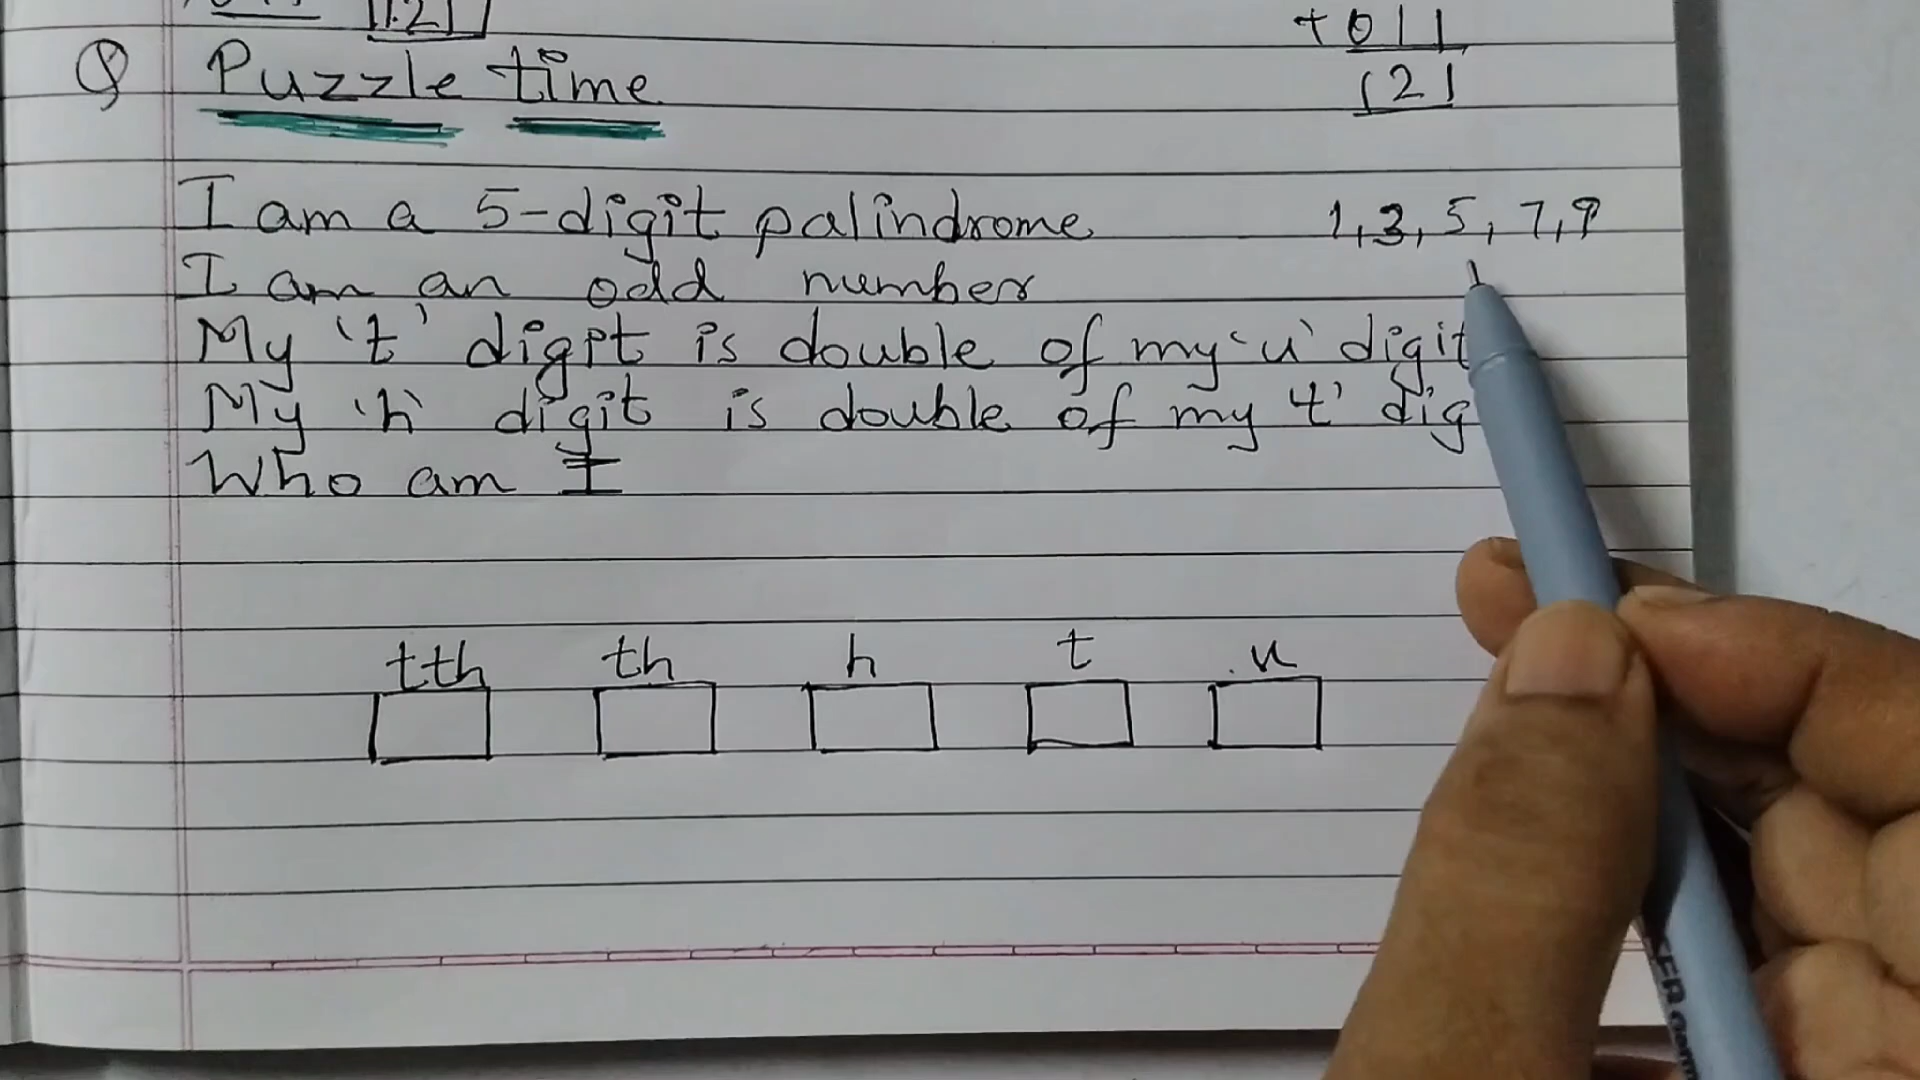 + 011
121
Q Puzzle time
I am a 5-digit palindrome
1, 3, 5, 7, 9
I am an odd number
My 't' digit is double of my 'u' digit
My 'h' digit is double of my 't' dig
Who am I
tth th h t u